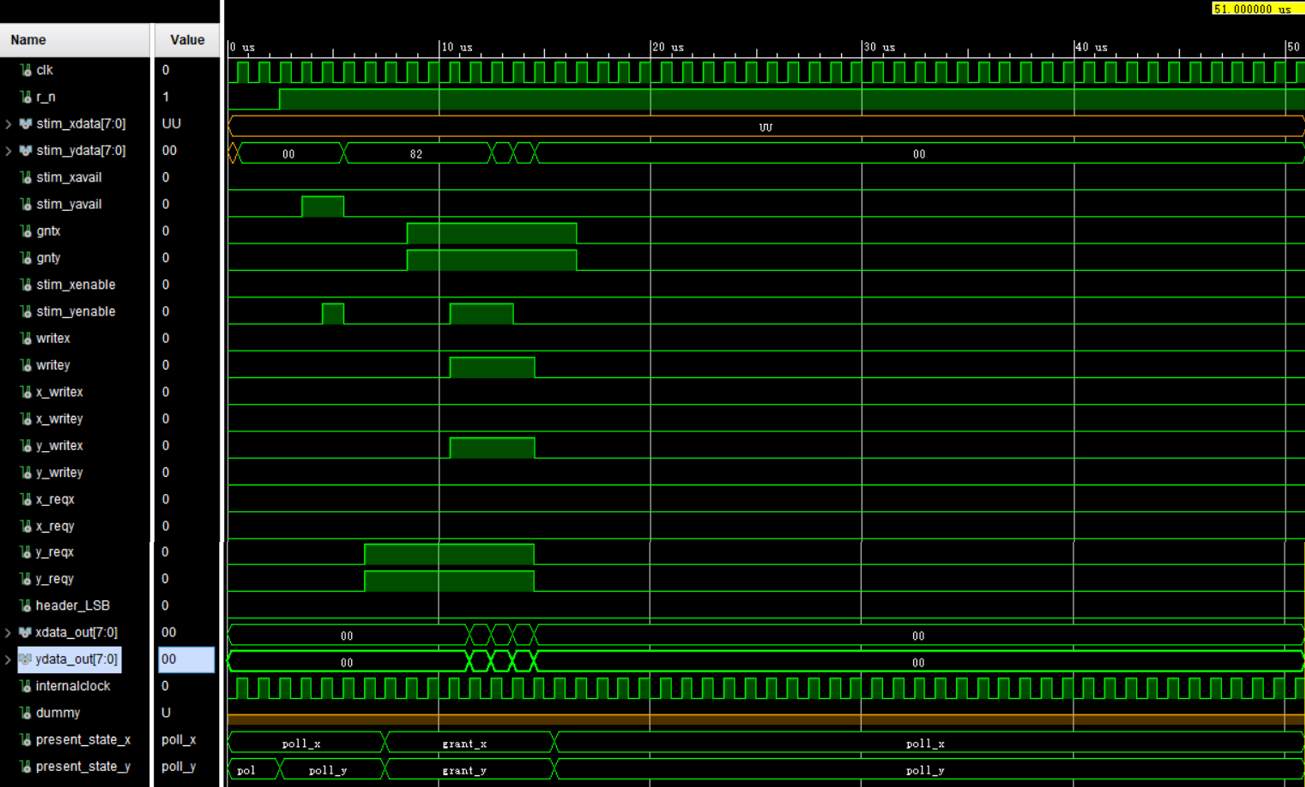 51.000000 us
Name Value
0 us 10 us 20 us 30 us 40 us 50
clk 0
r_n 1
stim_xdata[7:0] UU UU
stim_ydata[7:0] 00 00 82 00
stim_xavail 0
stim_yavail 0
gntx 0
gnty 0
stim_xenable 0
stim_yenable 0
writex 0
writey 0
x_writex 0
x_writey 0
y_writex 0
y_writey 0
x_reqx 0
x_reqy 0
y_reqx 0
y_reqy 0
header_LSB 0
xdata_out[7:0] 00 00 00
ydata_out[7:0] 00 00 00
internalclock 0
dummy U
present_state_x poll_x poll_x grant_x poll_x
present_state_y poll_y pol poll_y grant_y poll_y